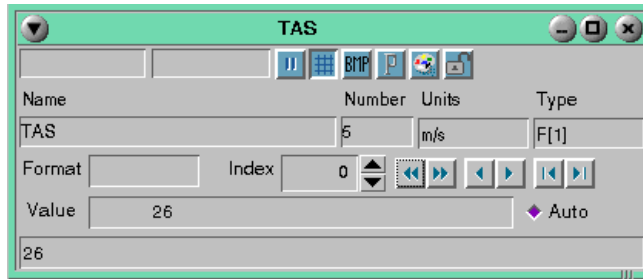 TAS
BMP P
Name Number Units Type
TAS 5 m/s F[1]
Format Index 0
Value 26 Auto
26